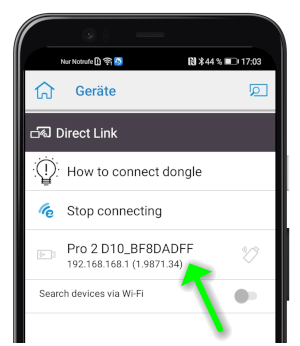 Nur Notrufe 44 % 17:03
Geräte
Direct Link
How to connect dongle
Stop connecting
Pro 2 D10_BF8DADFF
192.168.168.1 (1.9871.34)
Search devices via Wi-Fi